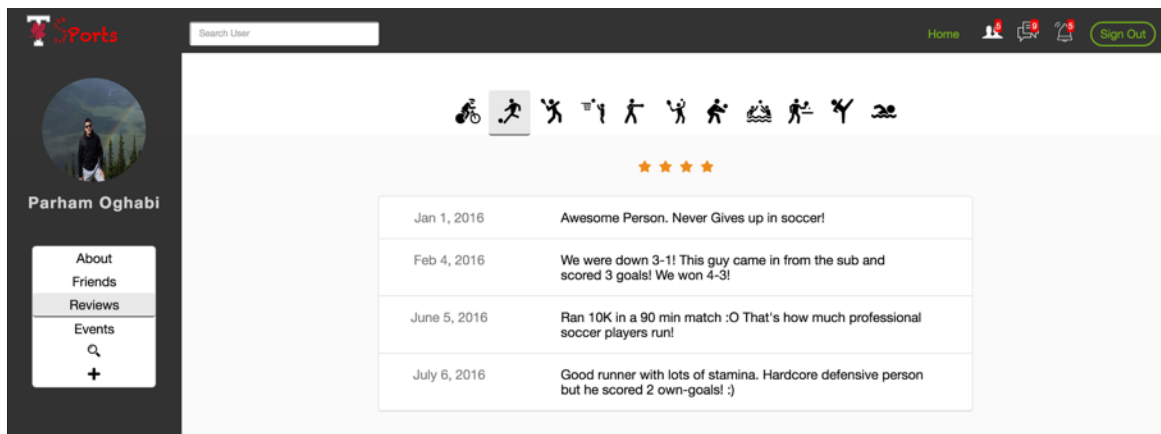 T SPorts
Search User
Home
5
9
5
Sign Out
Parham Oghabi
About
Friends
Reviews
Events
Jan 1, 2016
Awesome Person. Never Gives up in soccer!
Feb 4, 2016
We were down 3-1! This guy came in from the sub and
scored 3 goals! We won 4-3!
June 5, 2016
Ran 10K in a 90 min match :O That's how much professional
soccer players run!
July 6, 2016
Good runner with lots of stamina. Hardcore defensive person
but he scored 2 own-goals! :)